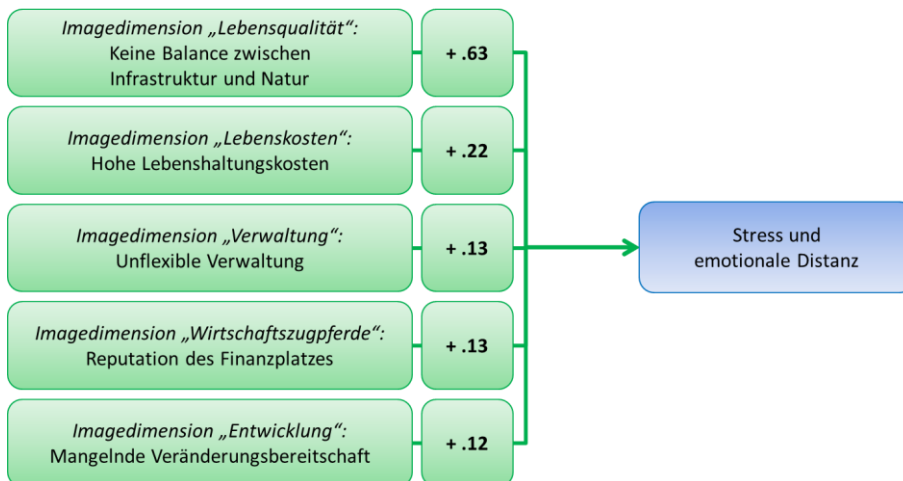 Imagedimension „Lebensqualität“:
Keine Balance zwischen
Infrastruktur und Natur
+ .63
Imagedimension „Lebenskosten“:
Hohe Lebenshaltungskosten
+ .22
Imagedimension „Verwaltung“:
Unflexible Verwaltung
+ .13
Stress und
emotionale Distanz
Imagedimension „Wirtschaftszugpferde“:
Reputation des Finanzplatzes
+ .13
Imagedimension „Entwicklung“:
Mangelnde Veränderungsbereitschaft
+ .12